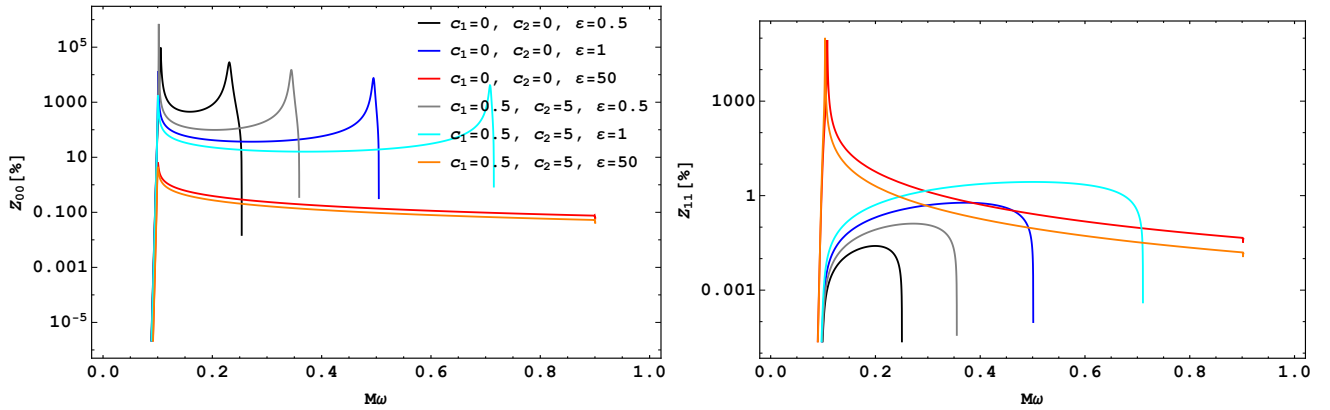 c₁=0, c₂=0, ε=0.5
c₁=0, c₂=0, ε=1
c₁=0, c₂=0, ε=50
c₁=0.5, c₂=5, ε=0.5
c₁=0.5, c₂=5, ε=1
c₁=0.5, c₂=5, ε=50
Z₀₀[%]
10⁵
1000
10
0.100
0.001
10⁻⁵
0.0 0.2 0.4 0.6 0.8 1.0
Mω
Z₁₁[%]
1000
1
0.001
0.0 0.2 0.4 0.6 0.8 1.0
Mω